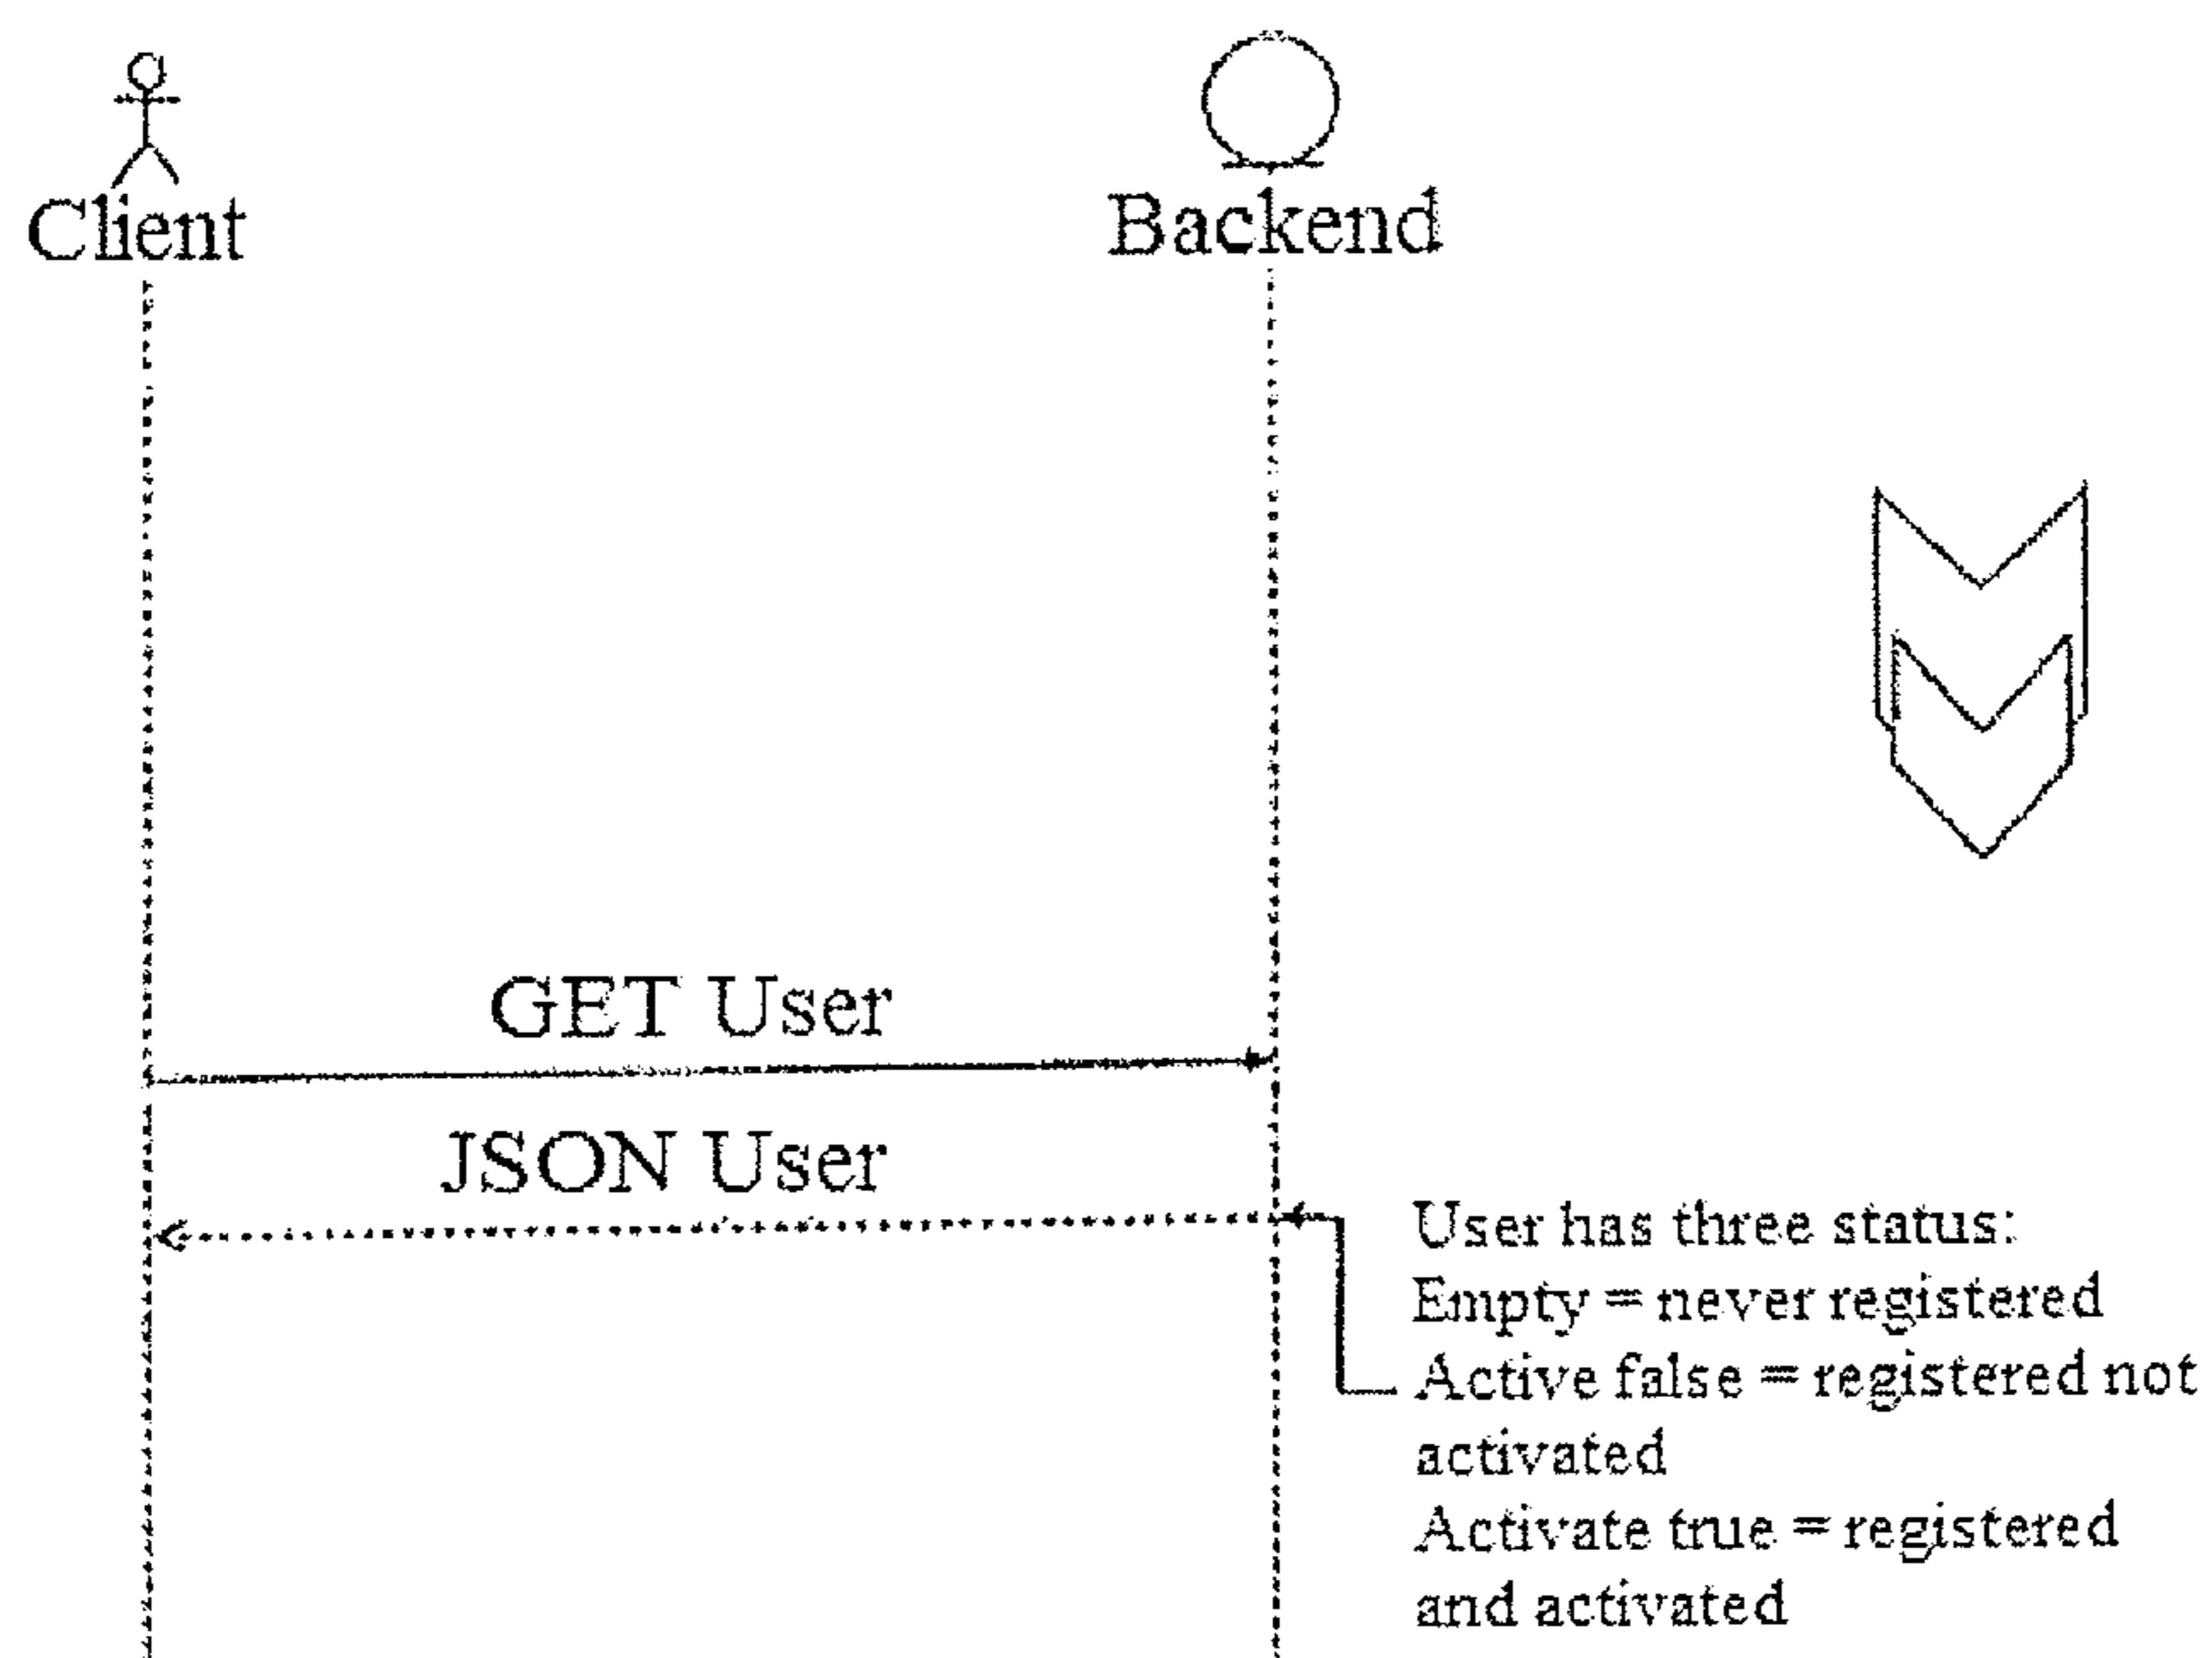 Client
Backend
GET User
JSON User
User has three status:
Empty = never registered
Active false = registered not
activated
Activate true = registered
and activated